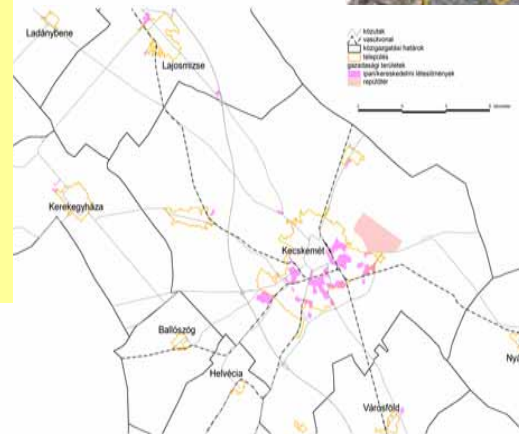 Ladánybene
Lajosmizse
közutak
vasútvonal
közigazgatási határok
település
gazdasági területek
ipari/kereskedelmi létesítmények
repülőtér
Kerekegyháza
Kecskemét
Ballószög
Helvécia
Városföld